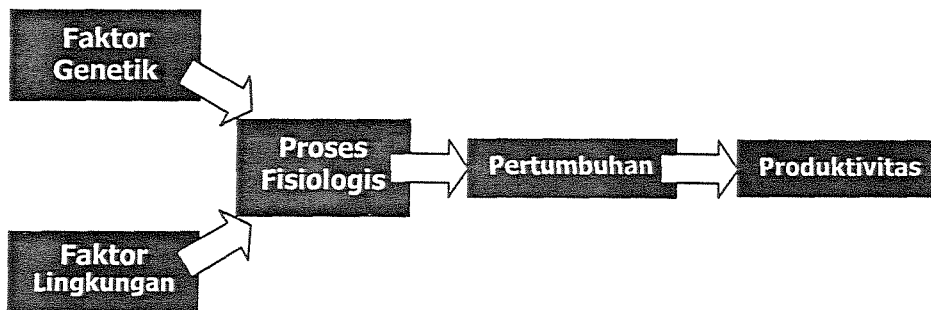 Faktor
Genetik
Proses
Fisiologis
Pertumbuhan
Produktivitas
Faktor
Lingkungan